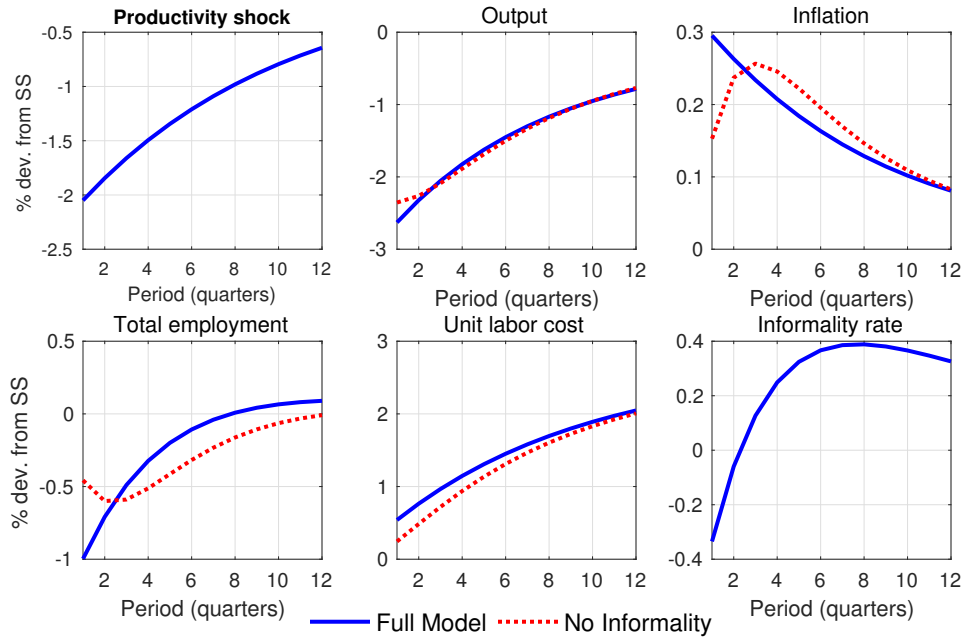 Productivity shock
Output
Inflation
% dev. from SS
-0.5
-1
-1.5
-2
-2.5
2 4 6 8 10 12
Period (quarters)
0
-1
-2
-3
2 4 6 8 10 12
Period (quarters)
0.3
0.2
0.1
0
2 4 6 8 10 12
Period (quarters)
Total employment
Unit labor cost
Informality rate
% dev. from SS
0.5
0
-0.5
-1
2 4 6 8 10 12
Period (quarters)
3
2
1
0
2 4 6 8 10 12
Period (quarters)
0.4
0.2
0
-0.2
-0.4
2 4 6 8 10 12
Period (quarters)
Full Model
No Informality